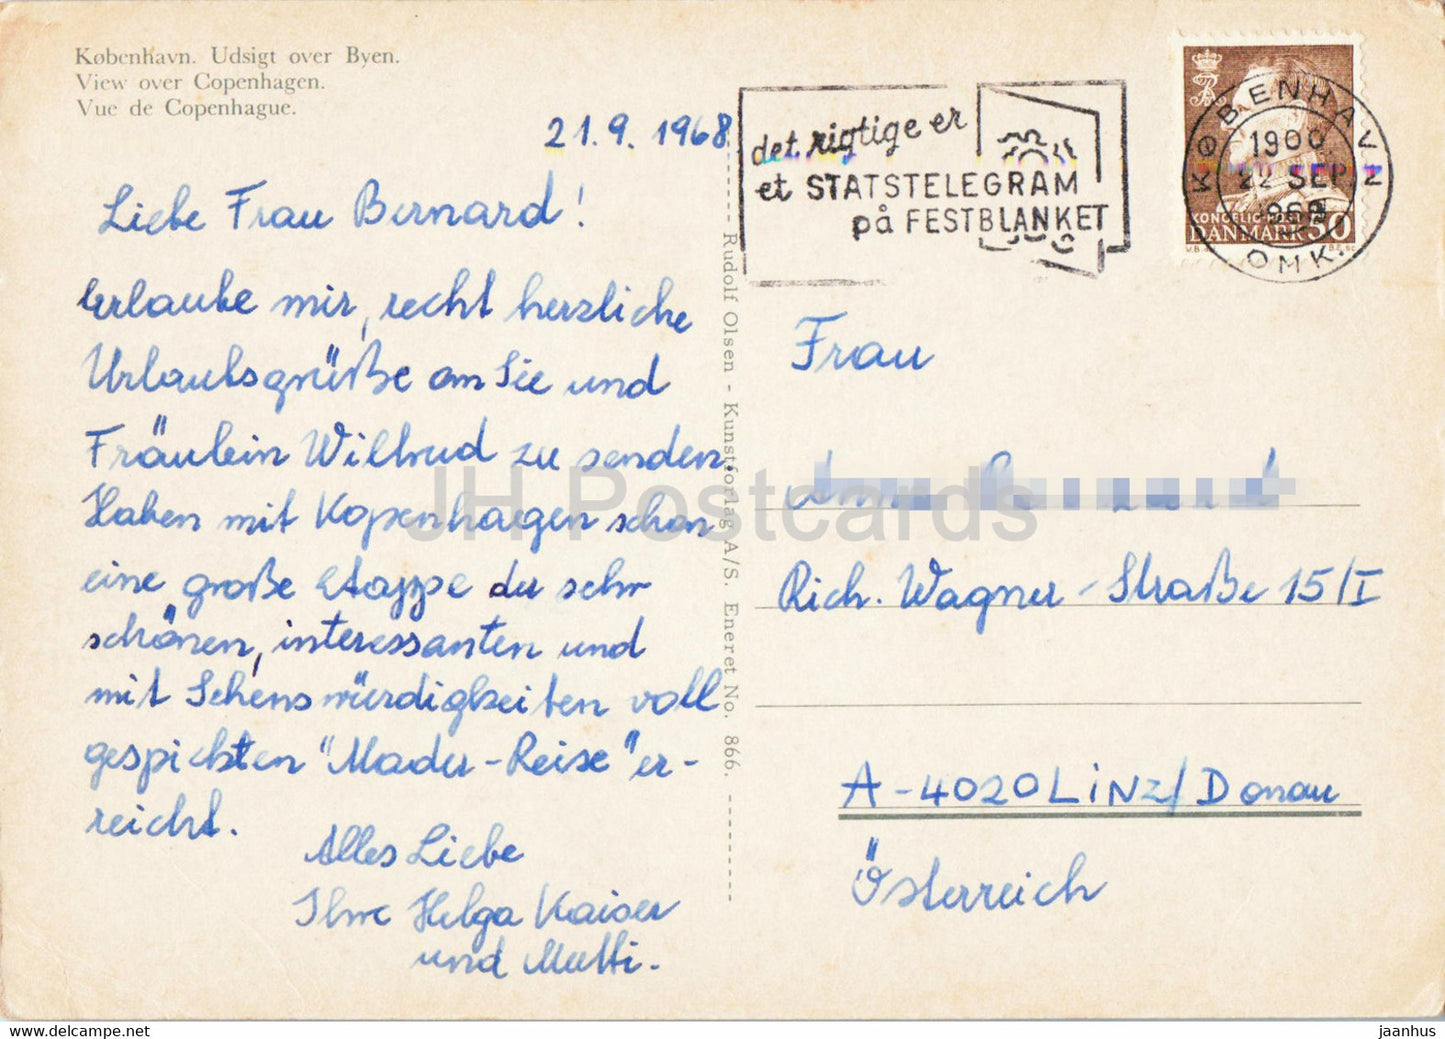 København. Udsigt over Byen.
View over Copenhagen.
Vue de Copenhague.
21.9.1968
Liebe Frau Bernard!
Erlaube mir, recht herzliche
Urlaubsgrüße an Sie und
Fräulein Wiltrud zu senden.
Haben mit Kopenhagen schon
eine große Etappe der sehr
schönen, interessanten und
mit Sehenswürdigkeiten voll
gespickten "Mader-Reise" er-
reicht.
Alles Liebe
Ihre Helga Kaiser
und Mutti.
Rudolf Olsen - Kunstforlag A/S. Eneret No. 866.
det rigtige er
et STATSTELEGRAM
på FESTBLANKET
KØBENHAVN
1900
22 SEP
1968
OMK.
KONGELIG POST
DANMARK 50
Frau
Rich. Wagner-Straße 15/I
A-4020 LINZ/Donau
Österreich
JH Postcards
https://www.delcampe.net
jaanhus